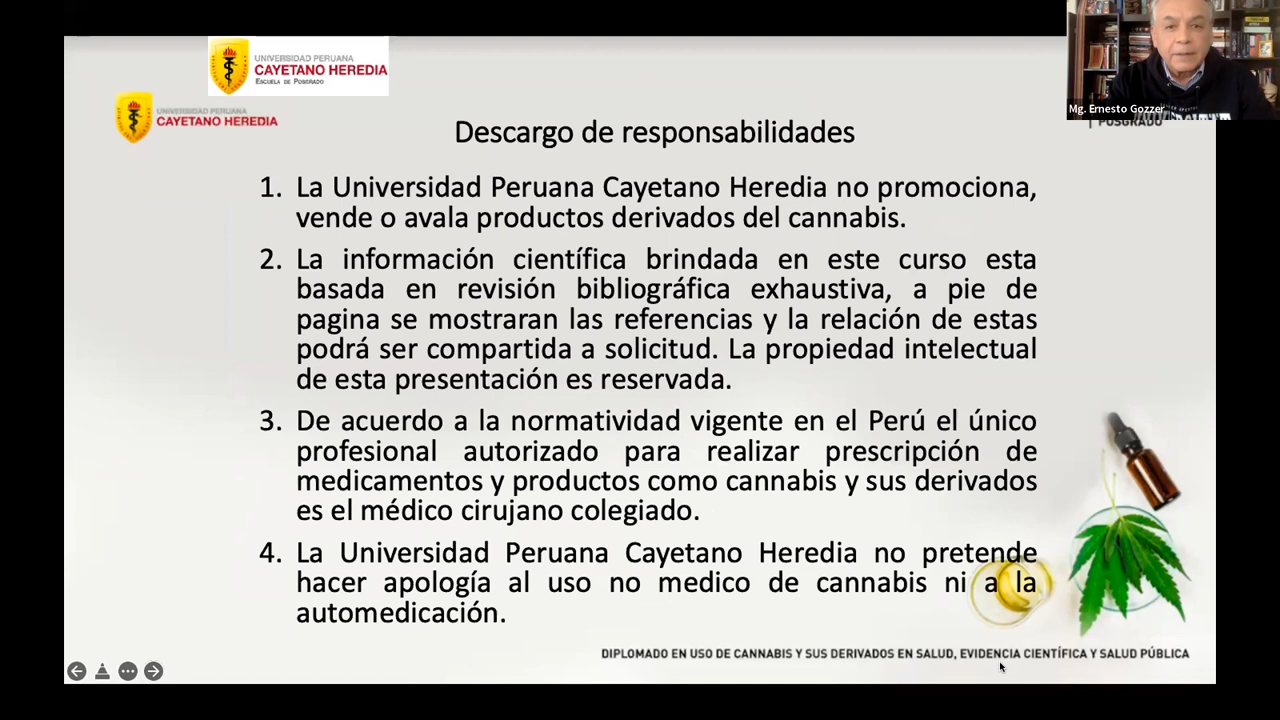 UNIVERSIDAD PERUANA
CAYETANO HEREDIA
ESCUELA DE POSGRADO
UNIVERSIDAD PERUANA
CAYETANO HEREDIA
Mg. Ernesto Gozzer
POSGRADO
Descargo de responsabilidades
1. La Universidad Peruana Cayetano Heredia no promociona,
vende o avala productos derivados del cannabis.
2. La información científica brindada en este curso esta
basada en revisión bibliográfica exhaustiva, a pie de
pagina se mostraran las referencias y la relación de estas
podrá ser compartida a solicitud. La propiedad intelectual
de esta presentación es reservada.
3. De acuerdo a la normatividad vigente en el Perú el único
profesional autorizado para realizar prescripción de
medicamentos y productos como cannabis y sus derivados
es el médico cirujano colegiado.
4. La Universidad Peruana Cayetano Heredia no pretende
hacer apología al uso no medico de cannabis ni a la
automedicación.
DIPLOMADO EN USO DE CANNABIS Y SUS DERIVADOS EN SALUD, EVIDENCIA CIENTÍFICA Y SALUD PÚBLICA